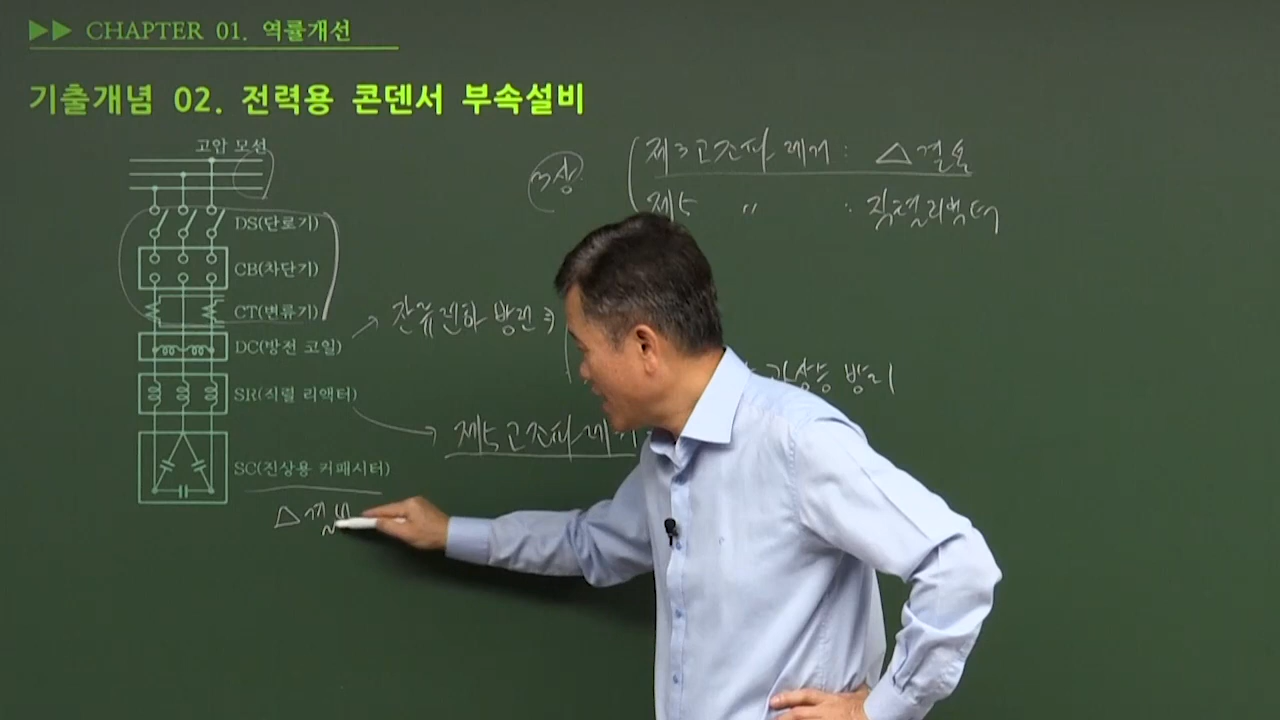 ▶▶ CHAPTER 01. 역률개선
기출개념 02. 전력용 콘덴서 부속설비
고압 모선
DS(단로기)
CB(차단기)
CT(변류기)
DC(방전 코일)
SR(직렬 리액터)
SC(진상용 커패시터)
△결
3상
제3고조파 제거 : △결선
제5 〃 : 직렬리액터
잔류전하 방전
방지
제5고조파 제거